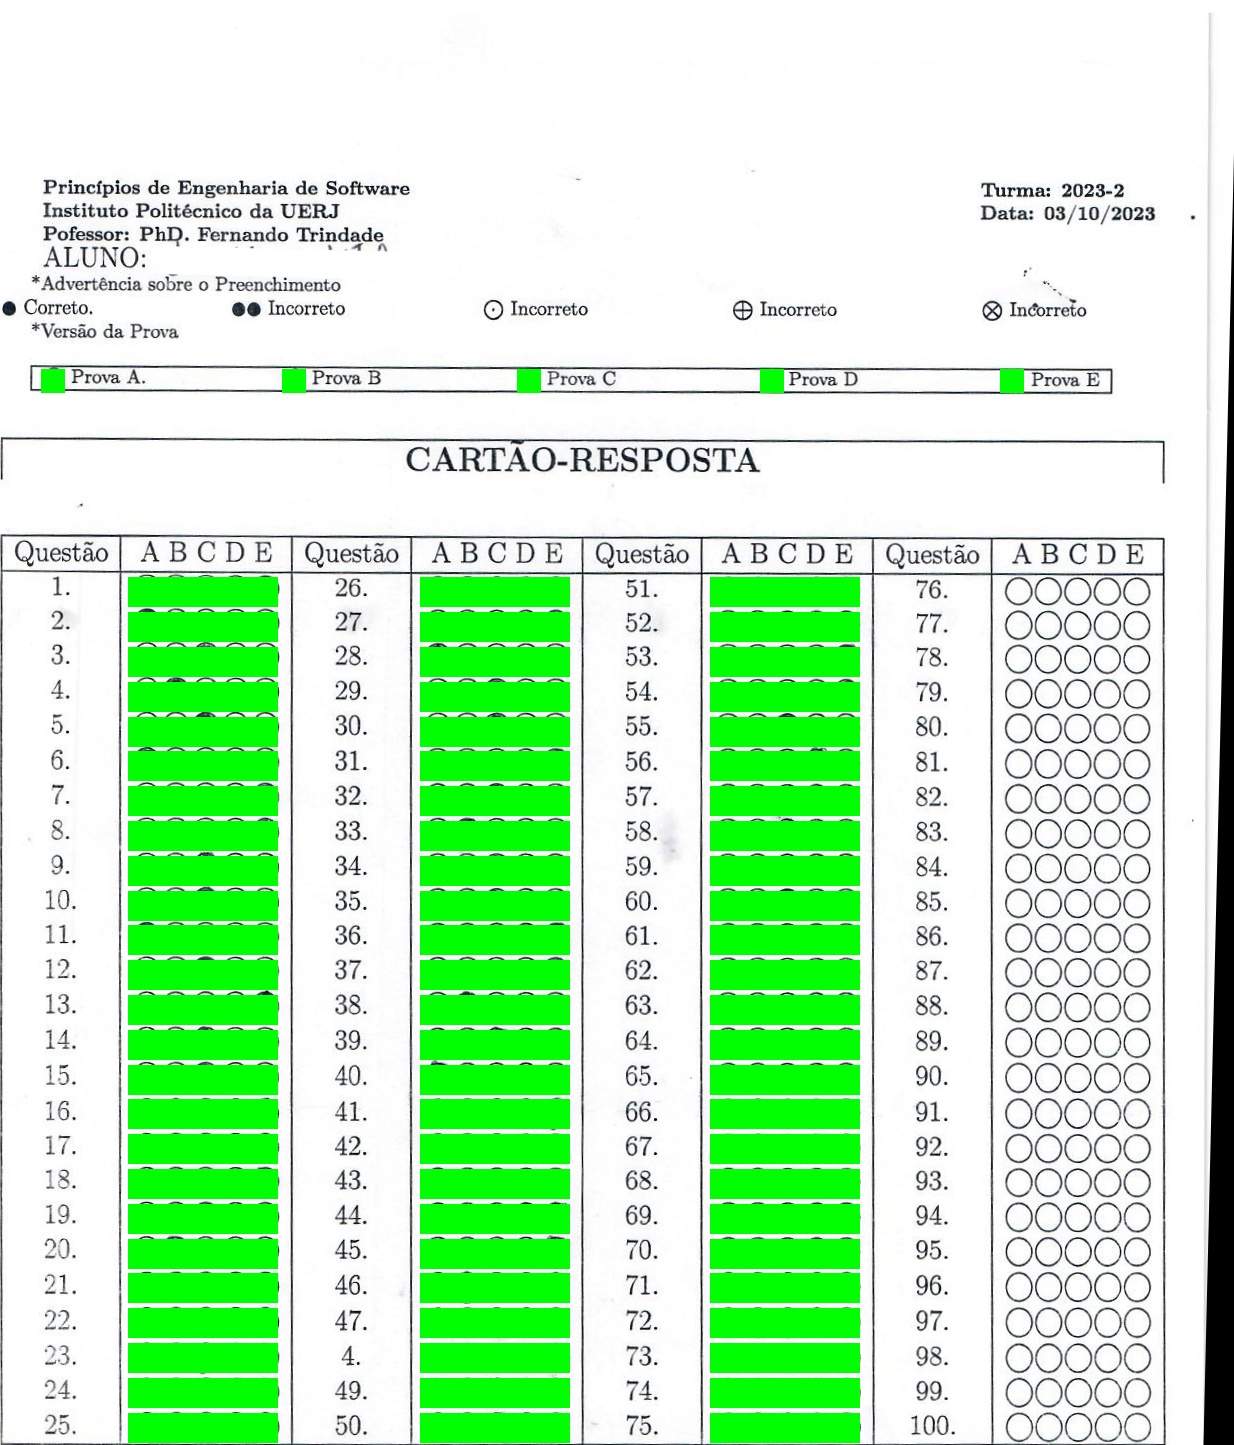 Princípios de Engenharia de Software
Turma: 2023-2
Instituto Politécnico da UERJ
Data: 03/10/2023
Pofessor: PhD. Fernando Trindade
ALUNO:
*Advertência sobre o Preenchimento
Correto. Incorreto Incorreto Incorreto Incorreto
*Versão da Prova
Prova A. Prova B Prova C Prova D Prova E
CARTÃO-RESPOSTA
Questão A B C D E Questão A B C D E Questão A B C D E Questão A B C D E
1. 26. 51. 76.
2. 27. 52. 77.
3. 28. 53. 78.
4. 29. 54. 79.
5. 30. 55. 80.
6. 31. 56. 81.
7. 32. 57. 82.
8. 33. 58. 83.
9. 34. 59. 84.
10. 35. 60. 85.
11. 36. 61. 86.
12. 37. 62. 87.
13. 38. 63. 88.
14. 39. 64. 89.
15. 40. 65. 90.
16. 41. 66. 91.
17. 42. 67. 92.
18. 43. 68. 93.
19. 44. 69. 94.
20. 45. 70. 95.
21. 46. 71. 96.
22. 47. 72. 97.
23. 4. 73. 98.
24. 49. 74. 99.
25. 50. 75. 100.